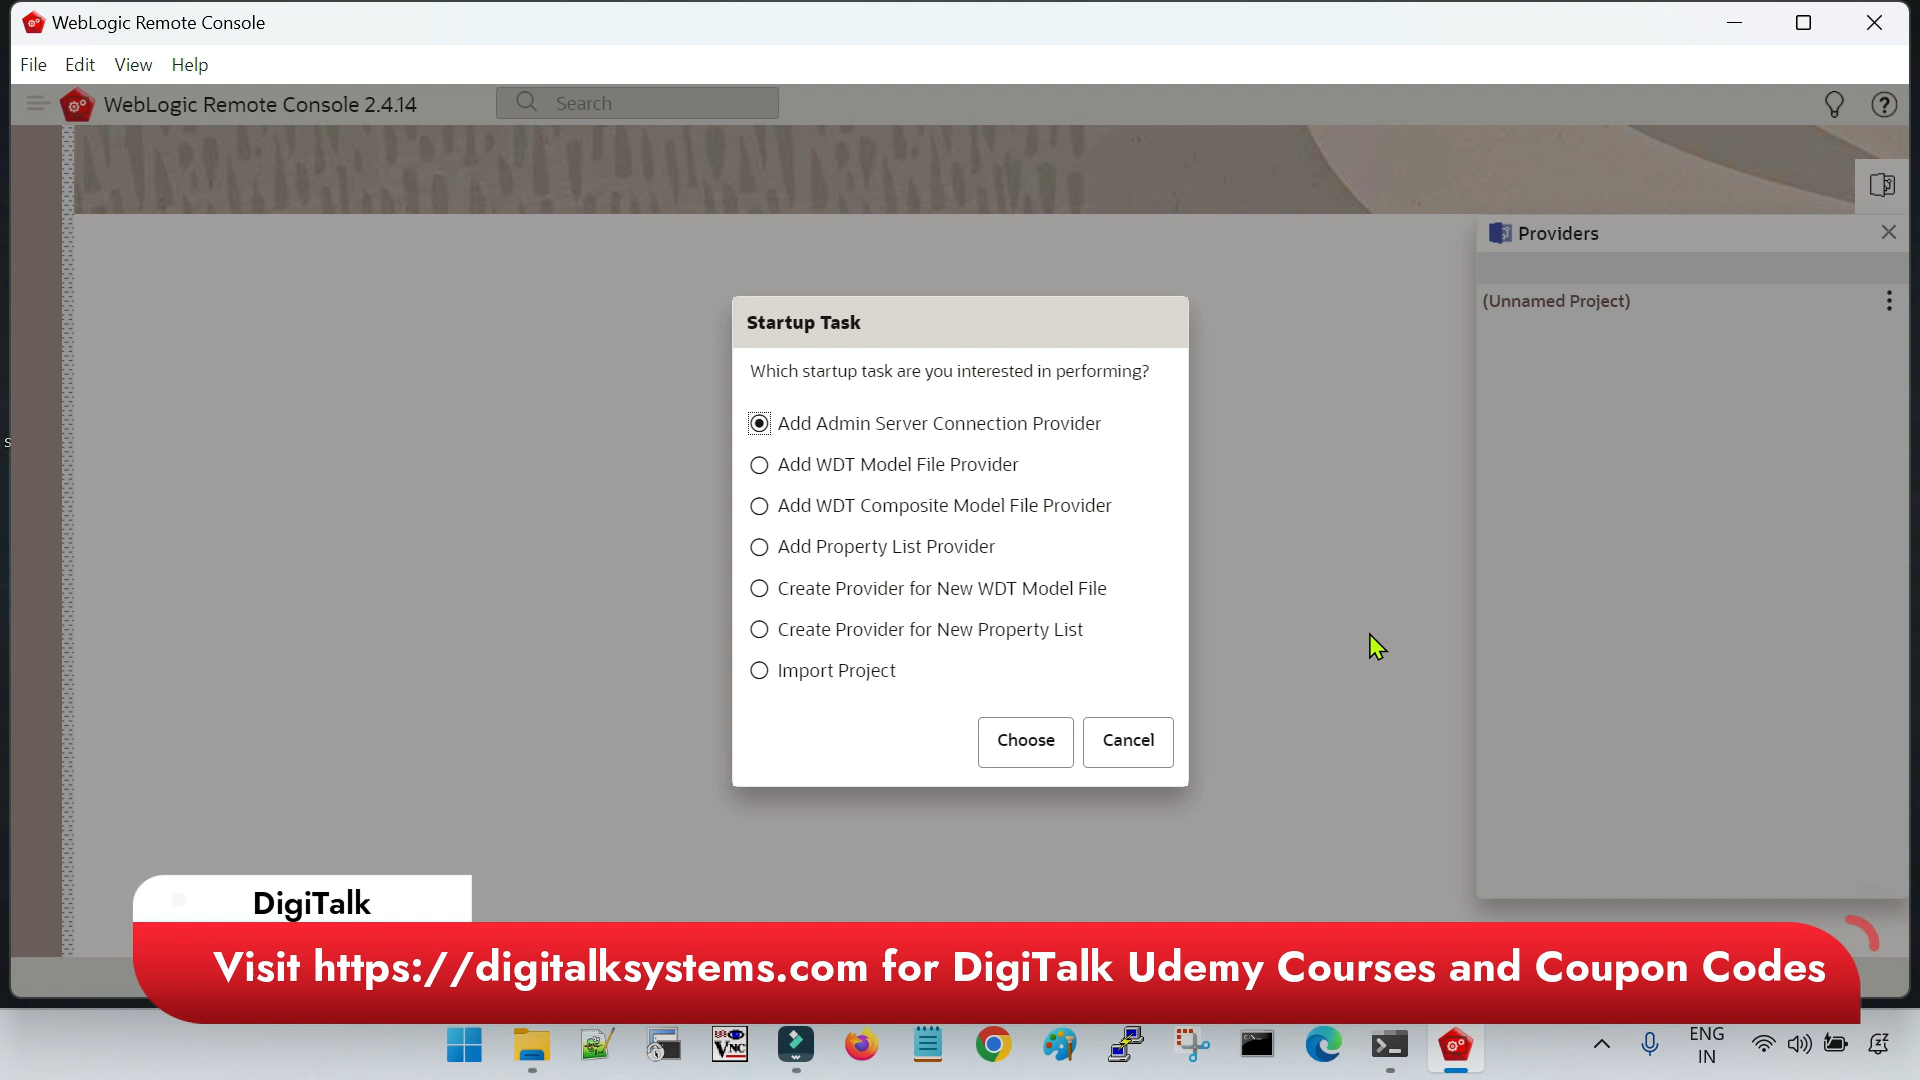 WebLogic Remote Console
File Edit View Help
WebLogic Remote Console 2.4.14
Search
Providers
(Unnamed Project)
Startup Task
Which startup task are you interested in performing?
Add Admin Server Connection Provider
Add WDT Model File Provider
Add WDT Composite Model File Provider
Add Property List Provider
Create Provider for New WDT Model File
Create Provider for New Property List
Import Project
Choose Cancel
S
DigiTalk
Visit https://digitalksystems.com for DigiTalk Udemy Courses and Coupon Codes
VNC
ENG
IN